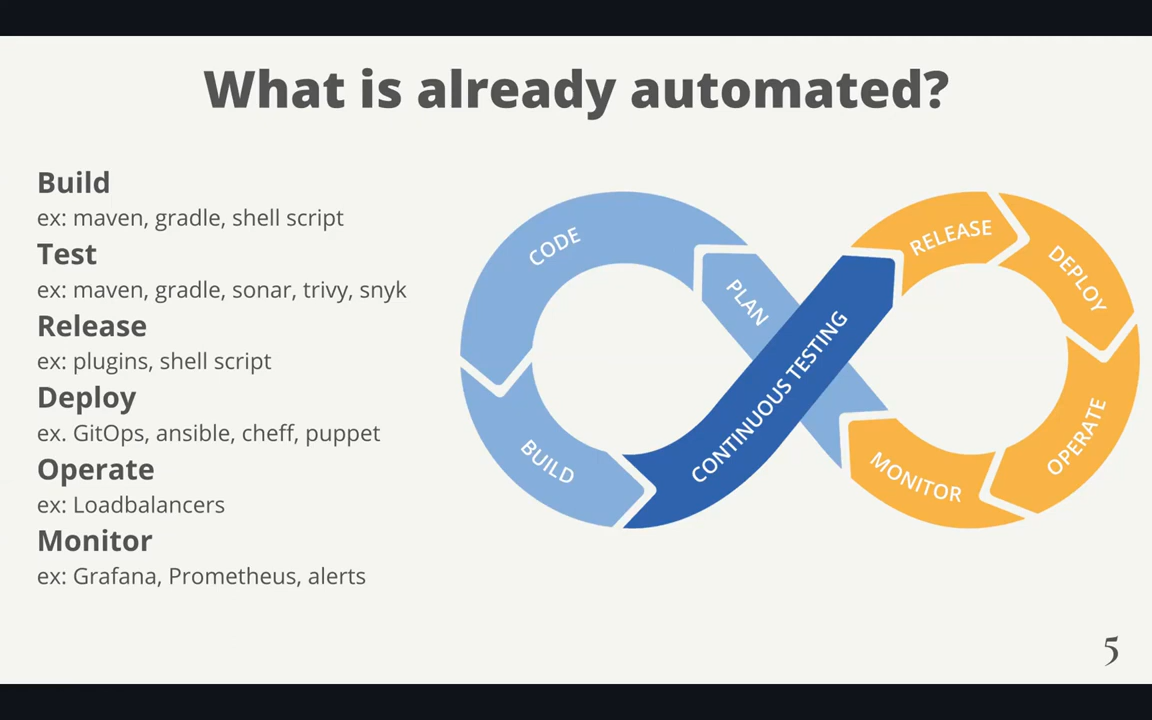 What is already automated?
Build
ex: maven, gradle, shell script
Test
ex: maven, gradle, sonar, trivy, snyk
Release
ex: plugins, shell script
Deploy
ex. GitOps, ansible, cheff, puppet
Operate
ex: Loadbalancers
Monitor
ex: Grafana, Prometheus, alerts
CODE
PLAN
BUILD
CONTINUOUS TESTING
RELEASE
DEPLOY
OPERATE
MONITOR
5